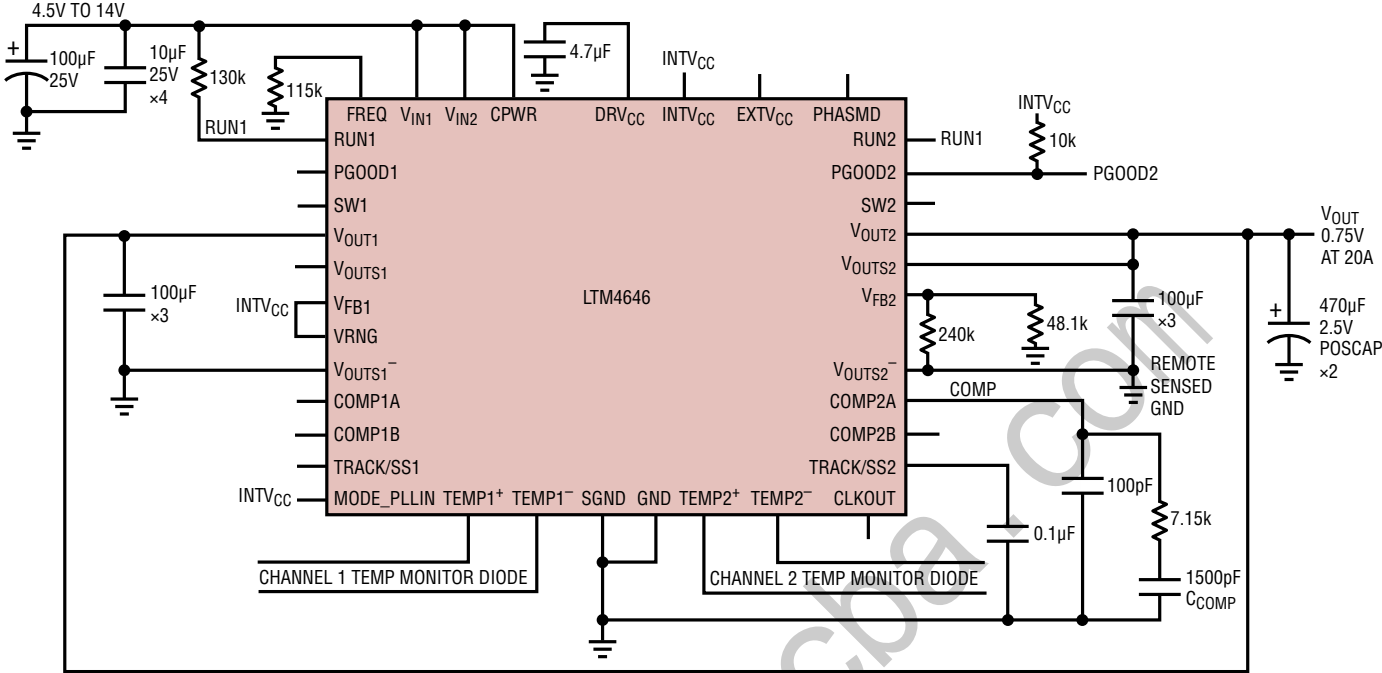 4.5V TO 14V
+
100µF
25V
10µF
25V
×4
130k
115k
4.7µF
INTVCC
INTVCC
10k
RUN1
FREQ VIN1 VIN2 CPWR DRVCC INTVCC EXTVCC PHASMD
RUN1
RUN2
RUN1
PGOOD1
PGOOD2
PGOOD2
SW1
SW2
VOUT1
VOUT2
VOUT
0.75V
AT 20A
VOUTS1
VOUTS2
100µF
×3
INTVCC
VFB1
VRNG
LTM4646
VFB2
240k
48.1k
100µF
×3
+
470µF
2.5V
POSCAP
×2
VOUTS1–
VOUTS2–
REMOTE
SENSED
GND
COMP1A
COMP2A
COMP
COMP1B
COMP2B
TRACK/SS1
TRACK/SS2
INTVCC
MODE_PLLIN TEMP1+ TEMP1– SGND GND TEMP2+ TEMP2– CLKOUT
100pF
7.15k
0.1µF
CHANNEL 1 TEMP MONITOR DIODE
CHANNEL 2 TEMP MONITOR DIODE
1500pF
CCOMP
cba.com